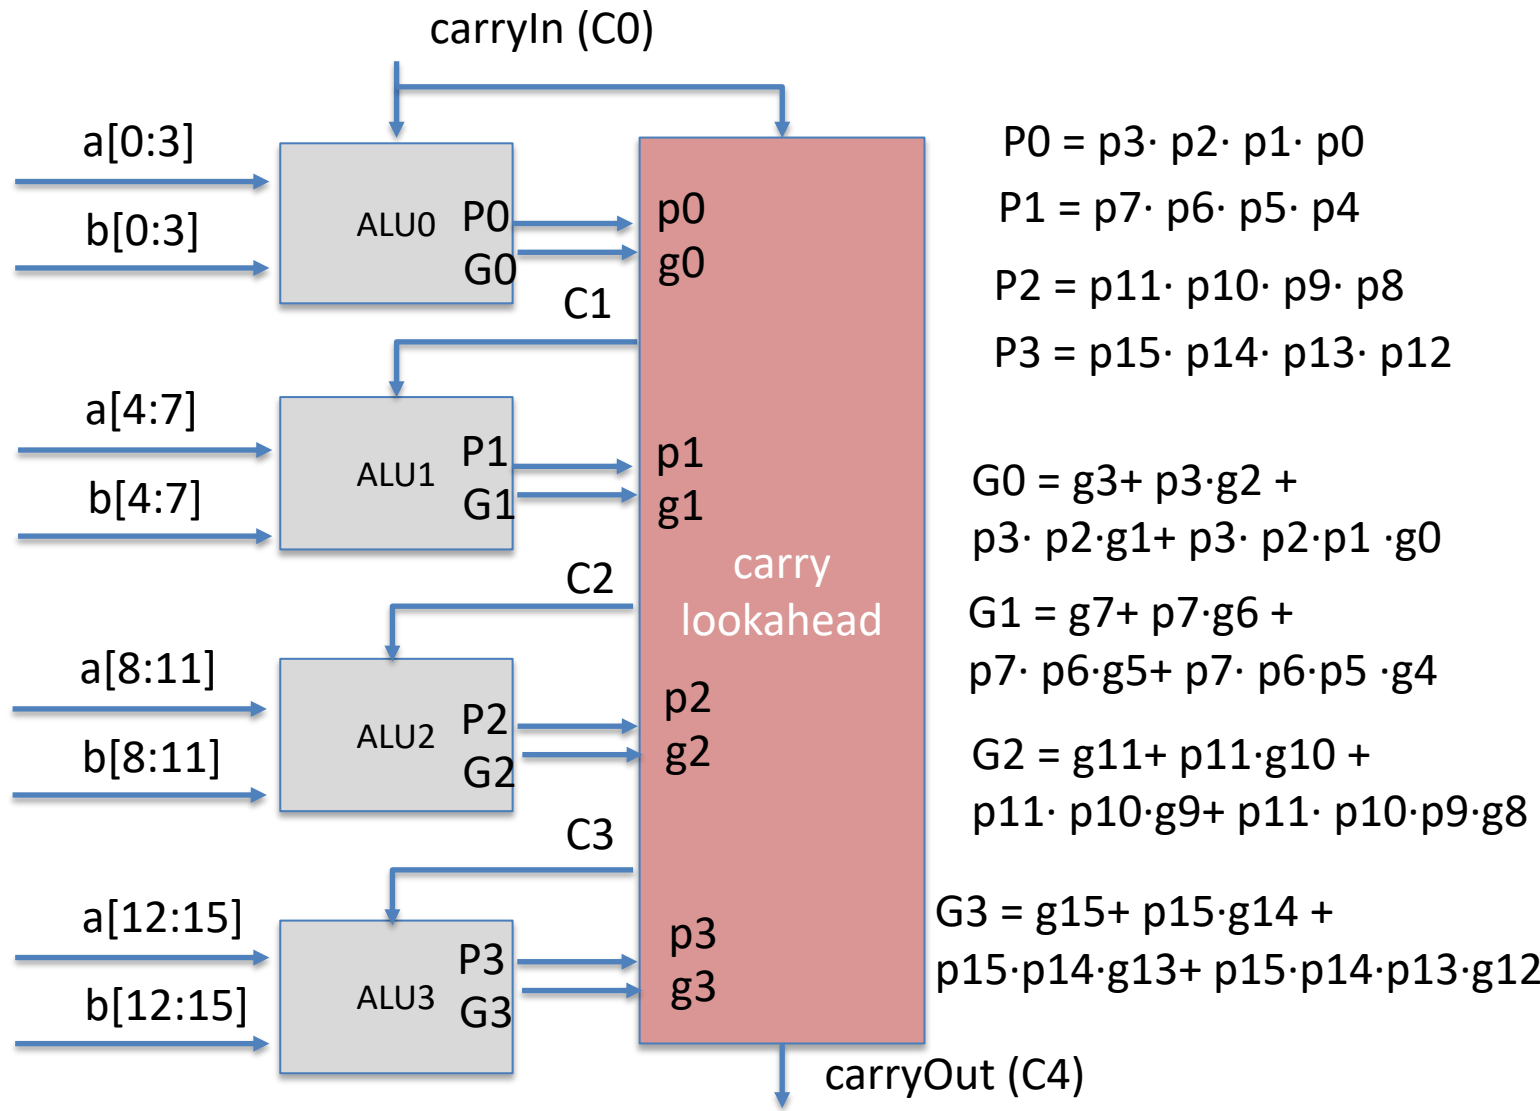 carryIn (C0)
a[0:3]
b[0:3]
ALU0
P0
G0
p0
g0
C1
a[4:7]
b[4:7]
ALU1
P1
G1
p1
g1
C2
carry
lookahead
a[8:11]
b[8:11]
ALU2
P2
G2
p2
g2
C3
a[12:15]
b[12:15]
ALU3
P3
G3
p3
g3
carryOut (C4)
P0 = p3· p2· p1· p0
P1 = p7· p6· p5· p4
P2 = p11· p10· p9· p8
P3 = p15· p14· p13· p12
G0 = g3+ p3·g2 +
p3· p2·g1+ p3· p2·p1 ·g0
G1 = g7+ p7·g6 +
p7· p6·g5+ p7· p6·p5 ·g4
G2 = g11+ p11·g10 +
p11· p10·g9+ p11· p10·p9·g8
G3 = g15+ p15·g14 +
p15·p14·g13+ p15·p14·p13·g12